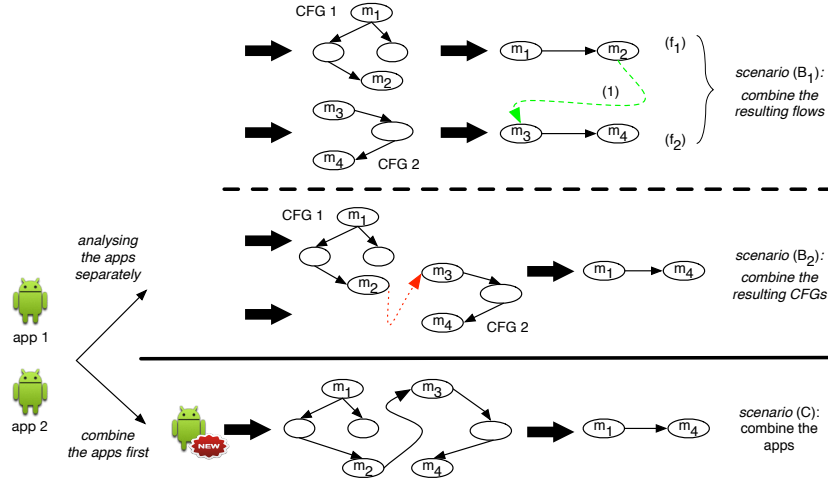 CFG 1
m1
m2
m3
m4
CFG 2
m1
m2
(f1)
(1)
m3
m4
(f2)
scenario (B1):
combine the
resulting flows
analysing
the apps
separately
CFG 1
m1
m2
m3
m4
CFG 2
m1
m4
scenario (B2):
combine the
resulting CFGs
app 1
app 2
combine
the apps first
NEW
m1
m2
m3
m4
m1
m4
scenario (C):
combine the
apps